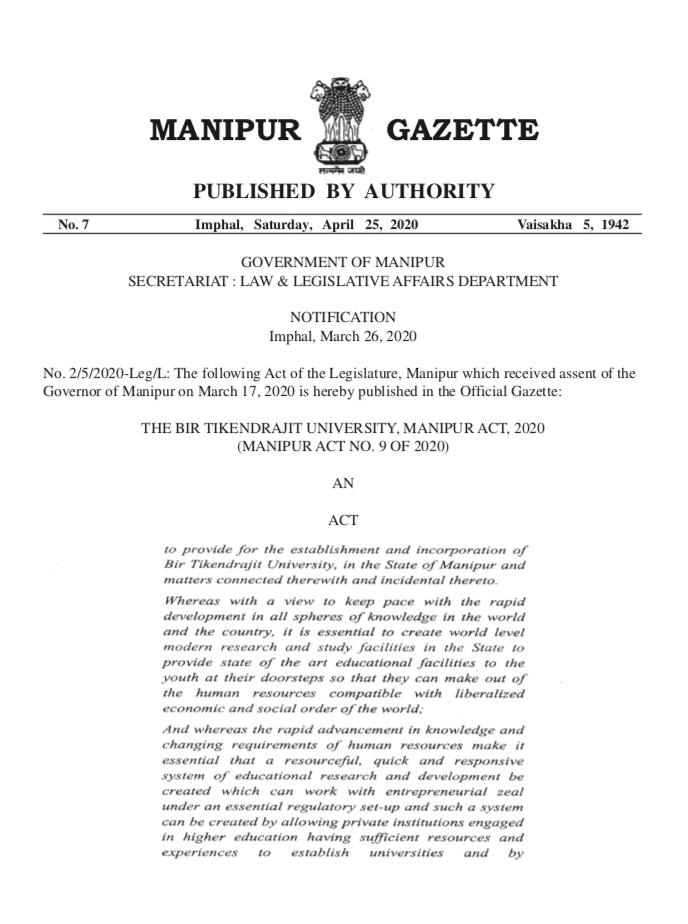 MANIPUR GAZETTE
सत्यमेव जयते
PUBLISHED BY AUTHORITY
No. 7 Imphal, Saturday, April 25, 2020 Vaisakha 5, 1942
GOVERNMENT OF MANIPUR
SECRETARIAT : LAW & LEGISLATIVE AFFAIRS DEPARTMENT
NOTIFICATION
Imphal, March 26, 2020
No. 2/5/2020-Leg/L: The following Act of the Legislature, Manipur which received assent of the
Governor of Manipur on March 17, 2020 is hereby published in the Official Gazette:
THE BIR TIKENDRAJIT UNIVERSITY, MANIPUR ACT, 2020
(MANIPUR ACT NO. 9 OF 2020)
AN
ACT
to provide for the establishment and incorporation of
Bir Tikendrajit University, in the State of Manipur and
matters connected therewith and incidental thereto.
Whereas with a view to keep pace with the rapid
development in all spheres of knowledge in the world
and the country, it is essential to create world level
modern research and study facilities in the State to
provide state of the art educational facilities to the
youth at their doorsteps so that they can make out of
the human resources compatible with liberalized
economic and social order of the world;
And whereas the rapid advancement in knowledge and
changing requirements of human resources make it
essential that a resourceful, quick and responsive
system of educational research and development be
created which can work with entrepreneurial zeal
under an essential regulatory set-up and such a system
can be created by allowing private institutions engaged
in higher education having sufficient resources and
experiences to establish universities and by